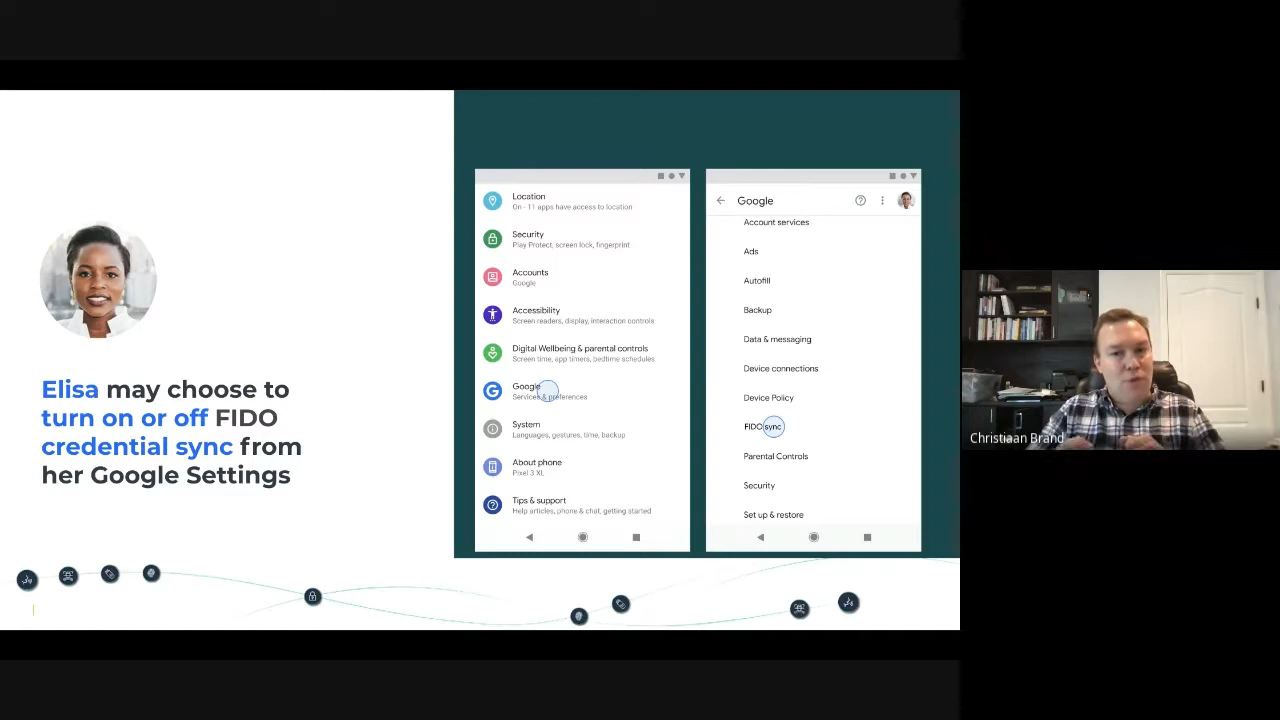 Elisa may choose to
turn on or off FIDO
credential sync from
her Google Settings
Location
On - 11 apps have access to location
Security
Play Protect, screen lock, fingerprint
Accounts
Google
Accessibility
Screen readers, display, interaction controls
Digital Wellbeing & parental controls
Screen time, app timers, bedtime schedules
Google
Services & preferences
System
Languages, gestures, time, backup
About phone
Pixel 3 XL
Tips & support
Help articles, phone & chat, getting started
Google
Account services
Ads
Autofill
Backup
Data & messaging
Device connections
Device Policy
FIDO sync
Parental Controls
Security
Set up & restore
Christiaan Brand